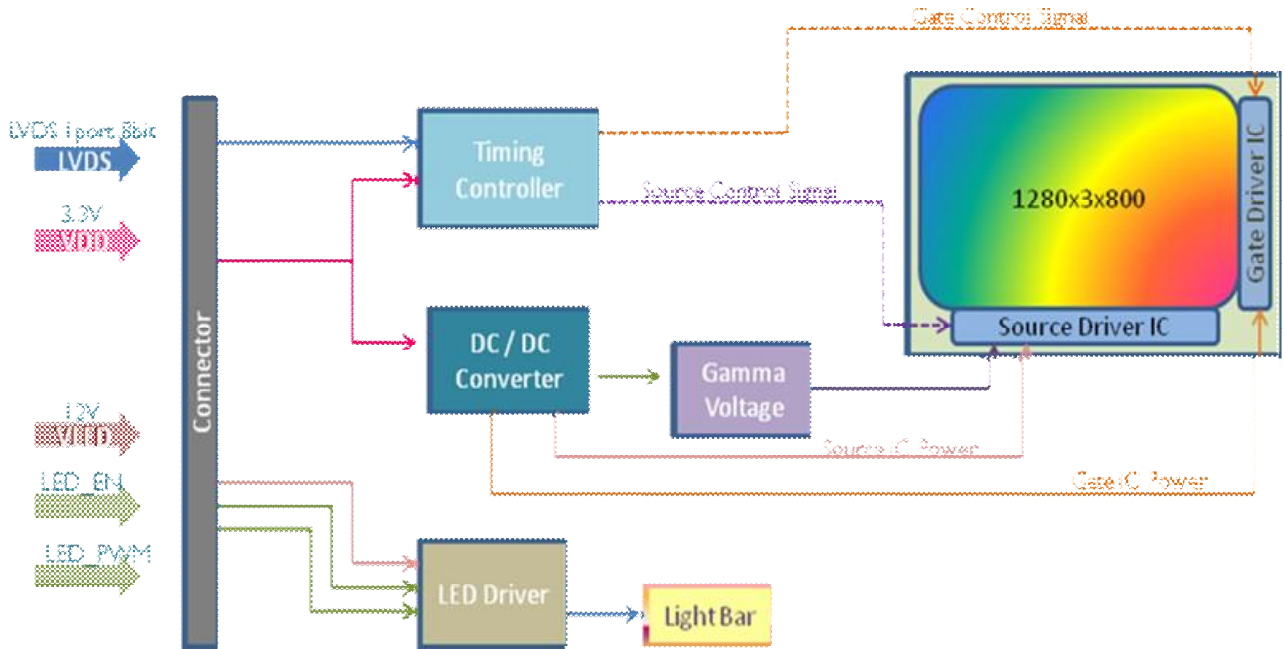 Gate Control Signal
LVDS 1port 8bit
LVDS
Timing
Controller
Source Control Signal
3.3V
VDD
1280x3x800
Gate Driver IC
Source Driver IC
Connector
DC / DC
Converter
Gamma
Voltage
12V
VLED
Source IC Power
LED_EN
Gate IC Power
LED_PWM
LED Driver
Light Bar